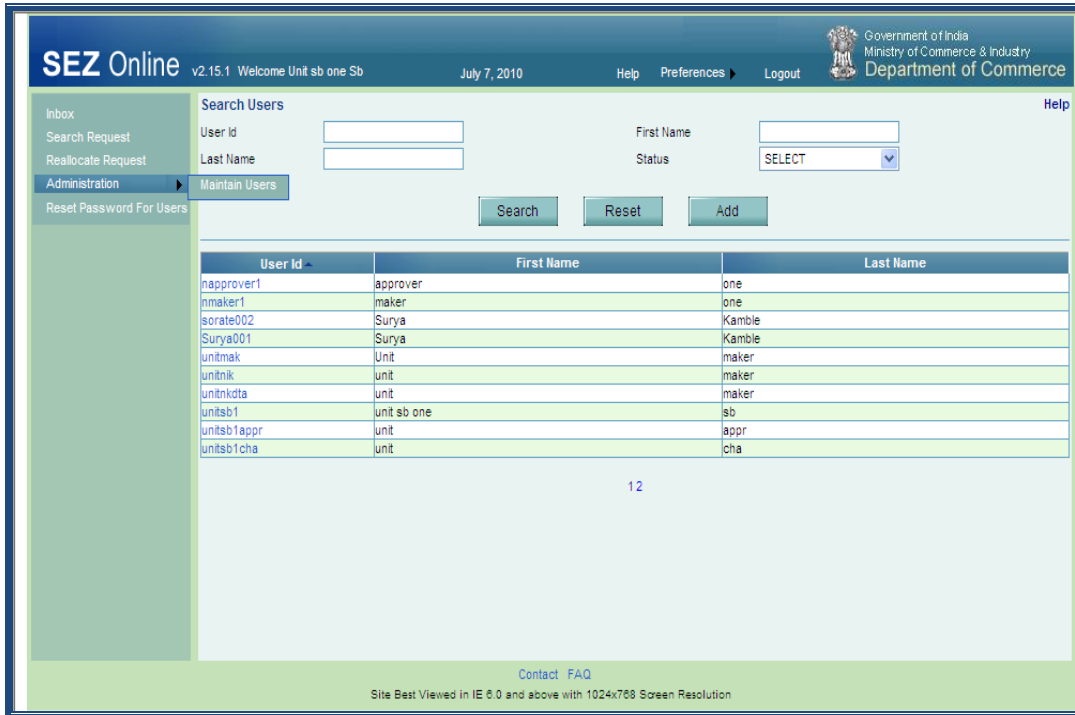 Government of India
Ministry of Commerce & Industry
Department of Commerce
SEZ Online v2.15.1 Welcome Unit sb one Sb July 7, 2010 Help Preferences Logout
Inbox
Search Request
Reallocate Request
Administration
Reset Password For Users
Maintain Users
Search Users Help
User Id First Name
Last Name Status SELECT
Search Reset Add
User Id First Name Last Name
napprover1 approver one
nmaker1 maker one
sorate002 Surya Kamble
Surya001 Surya Kamble
unitmak Unit maker
unitnik unit maker
unitnkdta unit maker
unitsb1 unit sb one sb
unitsb1appr unit appr
unitsb1cha unit cha
1 2
Contact FAQ
Site Best Viewed in IE 6.0 and above with 1024x768 Screen Resolution